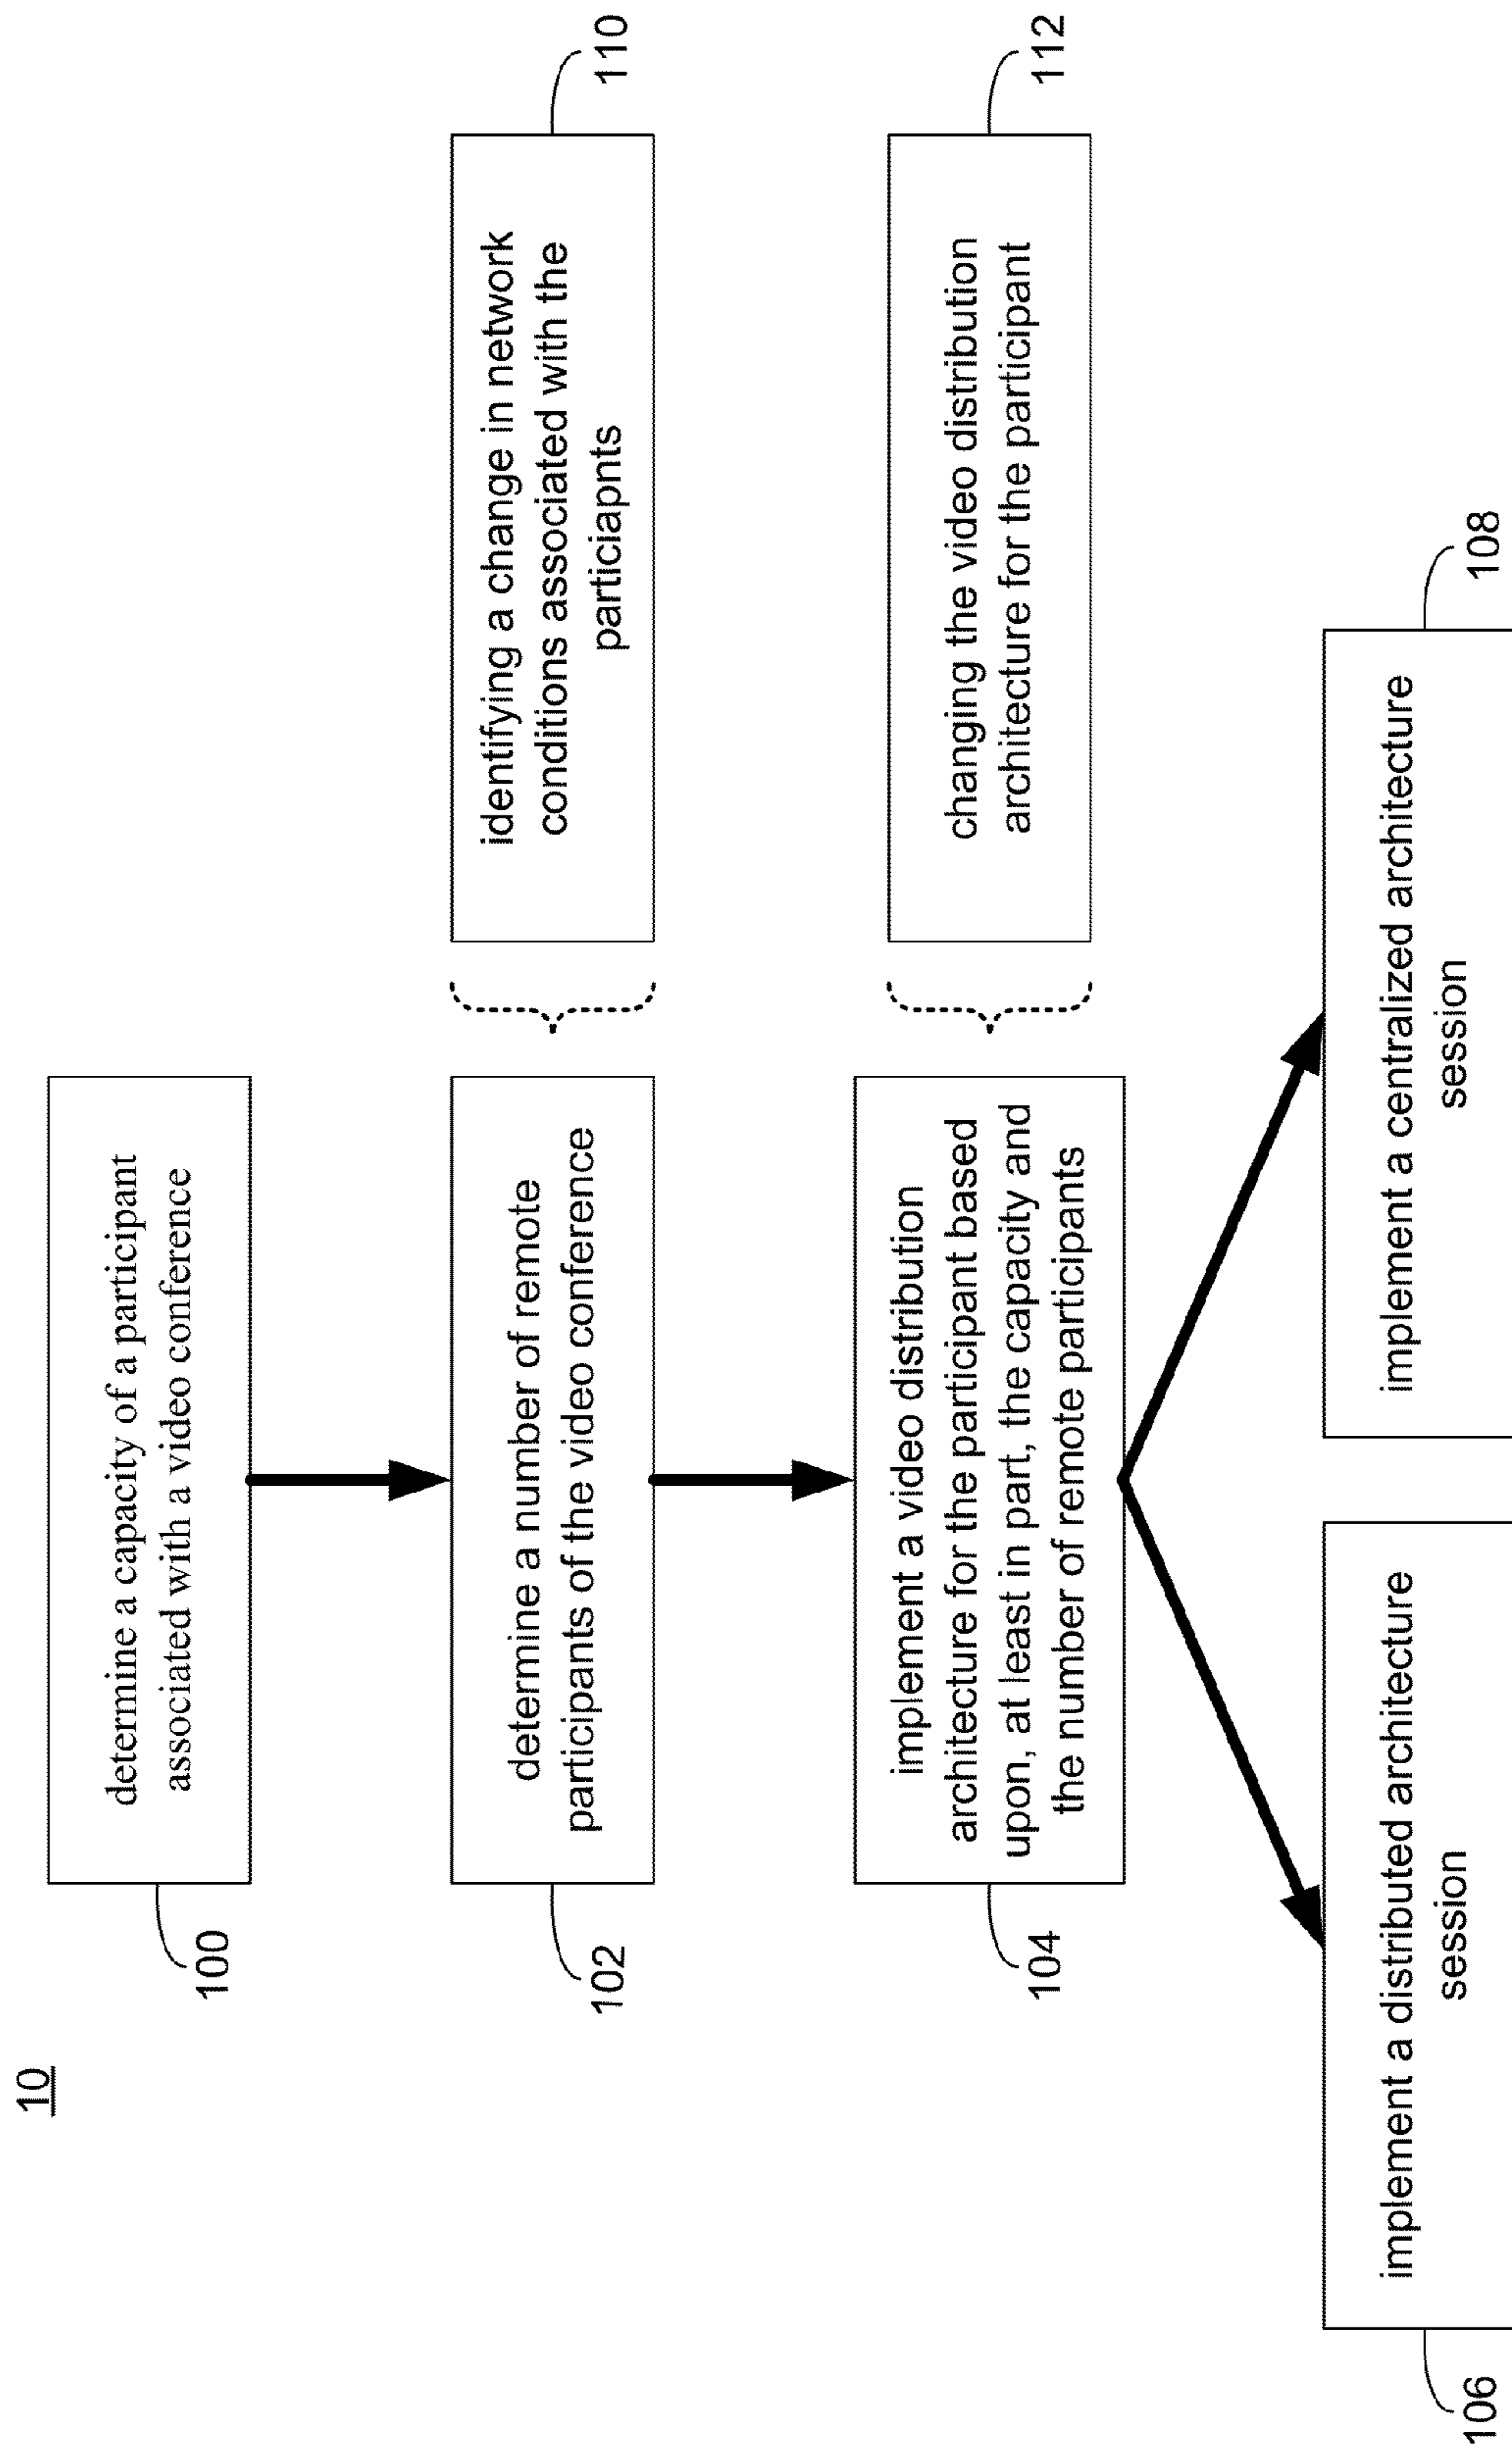 10
100
determine a capacity of a participant
associated with a video conference
102
determine a number of remote
participants of the video conference
110
identifying a change in network
conditions associated with the
particiapnts
104
implement a video distribution
architecture for the participant based
upon, at least in part, the capacity and
the number of remote participants
112
changing the video distribution
architecture for the participant
106
implement a distributed architecture
session
108
implement a centralized architecture
session